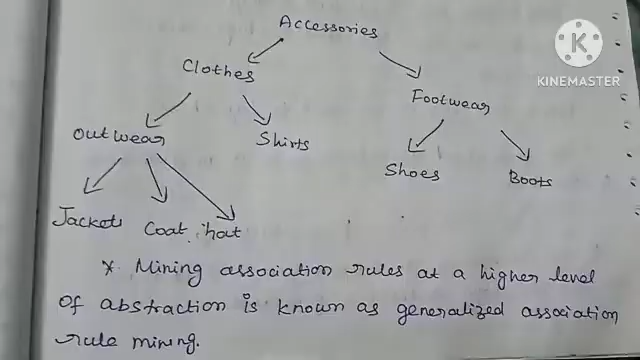 Accessories
Clothes
Footwear
Outwear
Shirts
Shoes
Boots
Jackets
Coat
hat
* Mining association rules at a higher level
of abstraction is known as generalized association
rule mining.
K
KINEMASTER